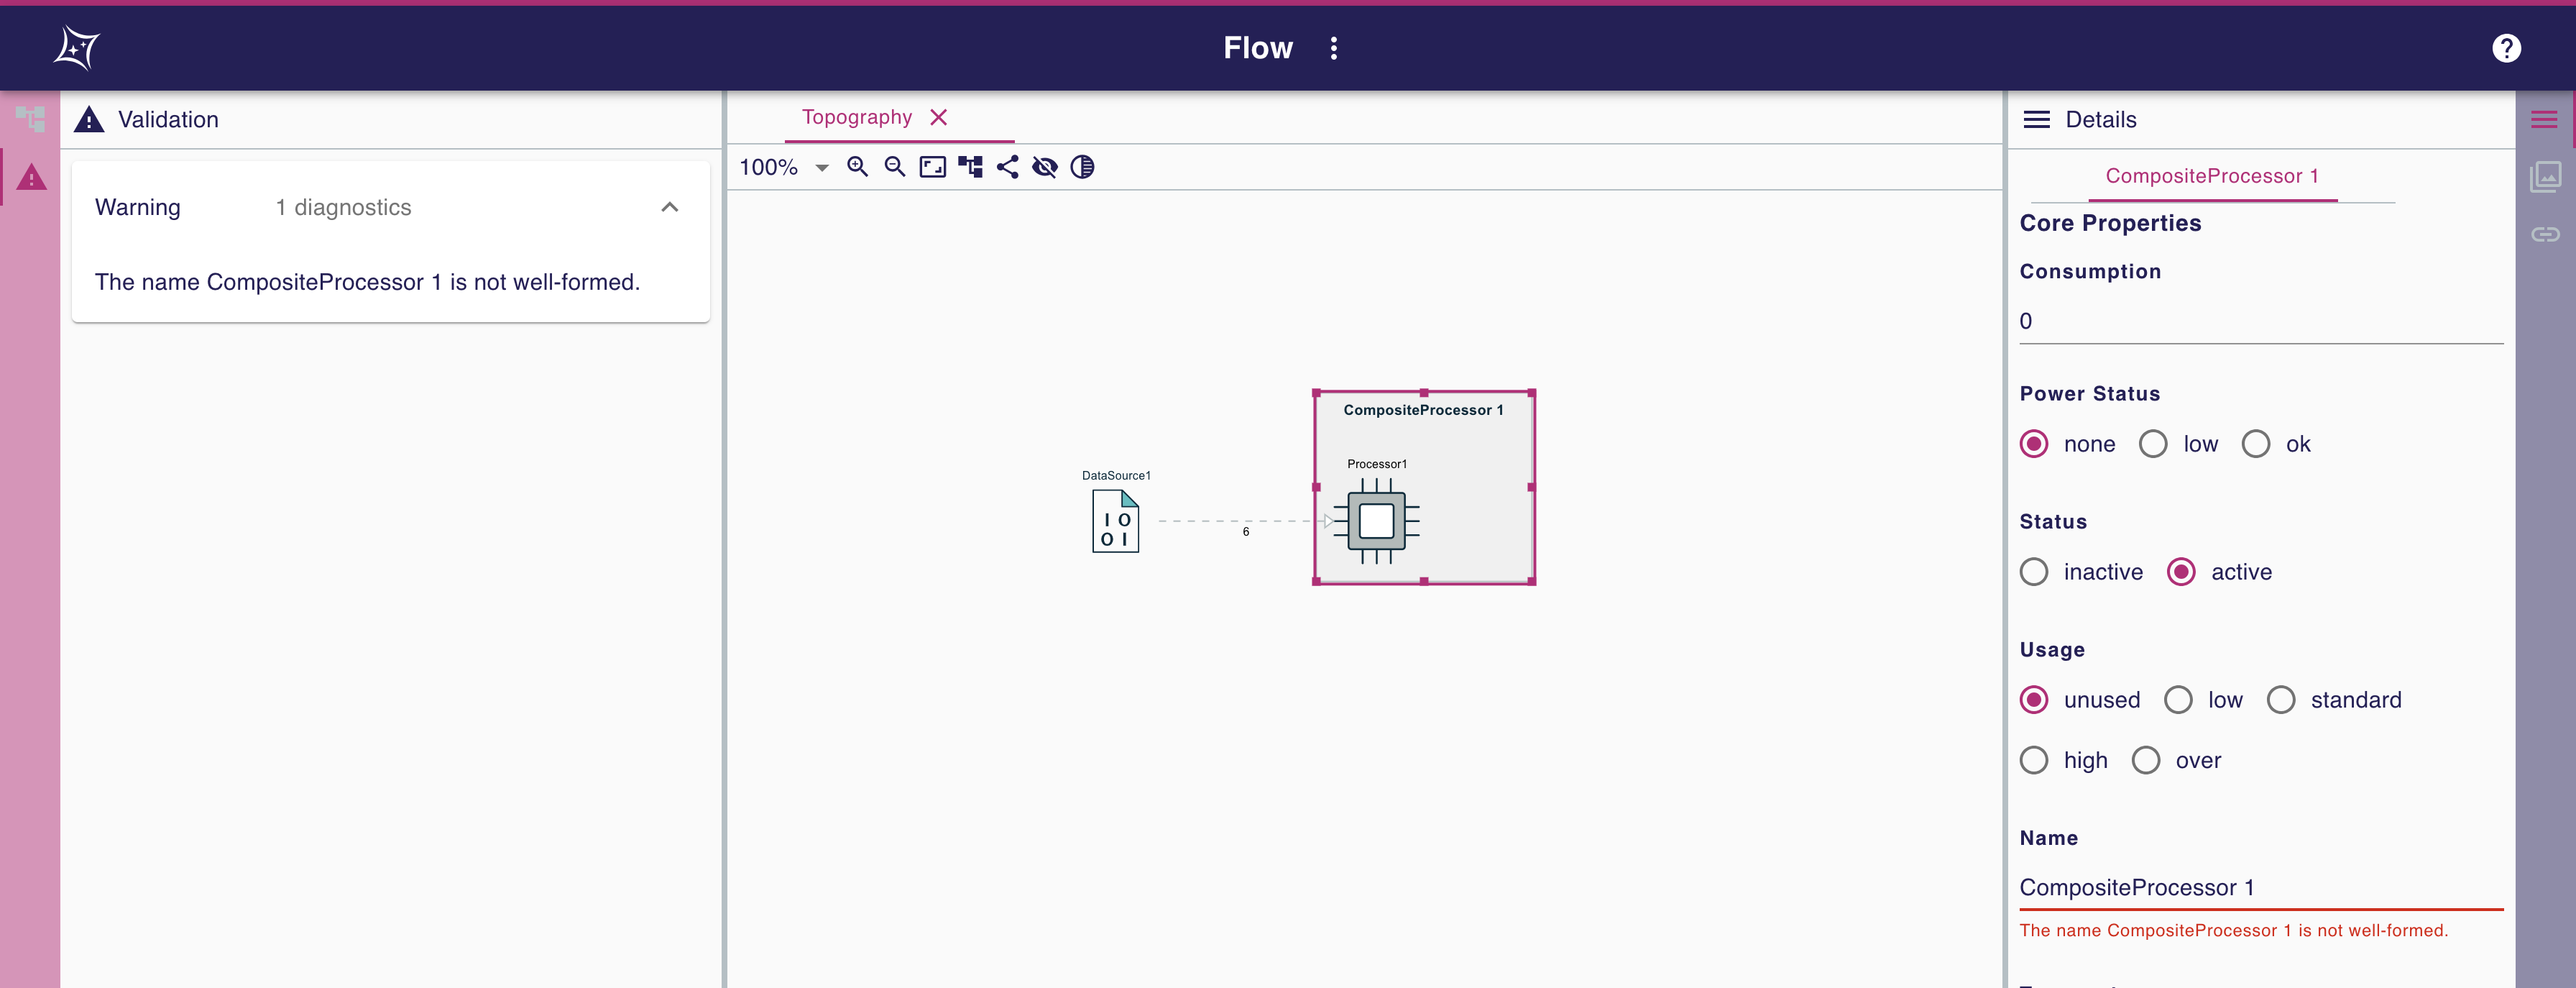 Flow
Validation
Warning 1 diagnostics
The name CompositeProcessor 1 is not well-formed.
Topography
100%
DataSource1
I O
O I
6
CompositeProcessor 1
Processor1
Details
CompositeProcessor 1
Core Properties
Consumption
0
Power Status
none low ok
Status
inactive active
Usage
unused low standard
high over
Name
CompositeProcessor 1
The name CompositeProcessor 1 is not well-formed.